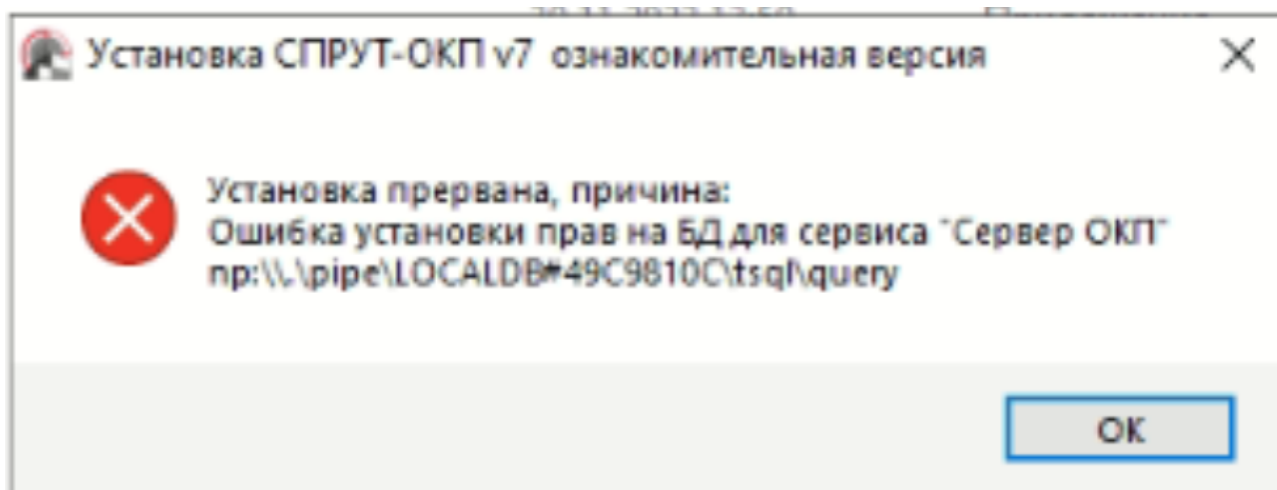 Установка СПРУТ-ОКП v7 ознакомительная версия
Установка прервана, причина:
Ошибка установки прав на БД для сервиса "Сервер ОКП"
np:\\.\pipe\LOCALDB#49C9810C\tsql\query
OK